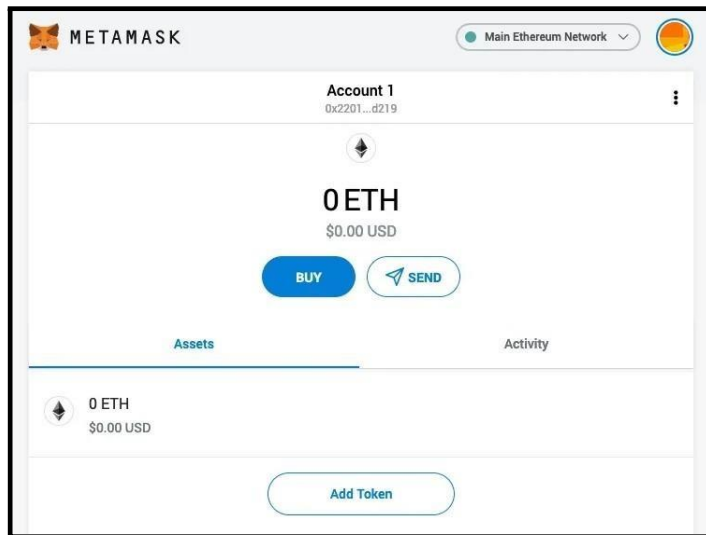 METAMASK
Main Ethereum Network
Account 1
0x2201...d219
0 ETH
$0.00 USD
BUY
SEND
Assets
Activity
0 ETH
$0.00 USD
Add Token